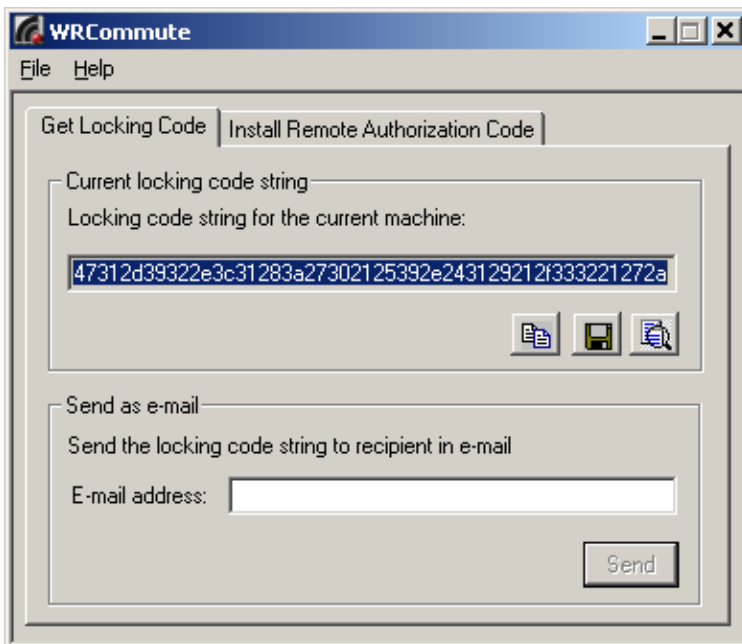 WRCommute
File Help
Get Locking Code Install Remote Authorization Code
Current locking code string
Locking code string for the current machine:
47312d39322e3c31283a27302125392e243129212f333221272a
Send as e-mail
Send the locking code string to recipient in e-mail
E-mail address:
Send